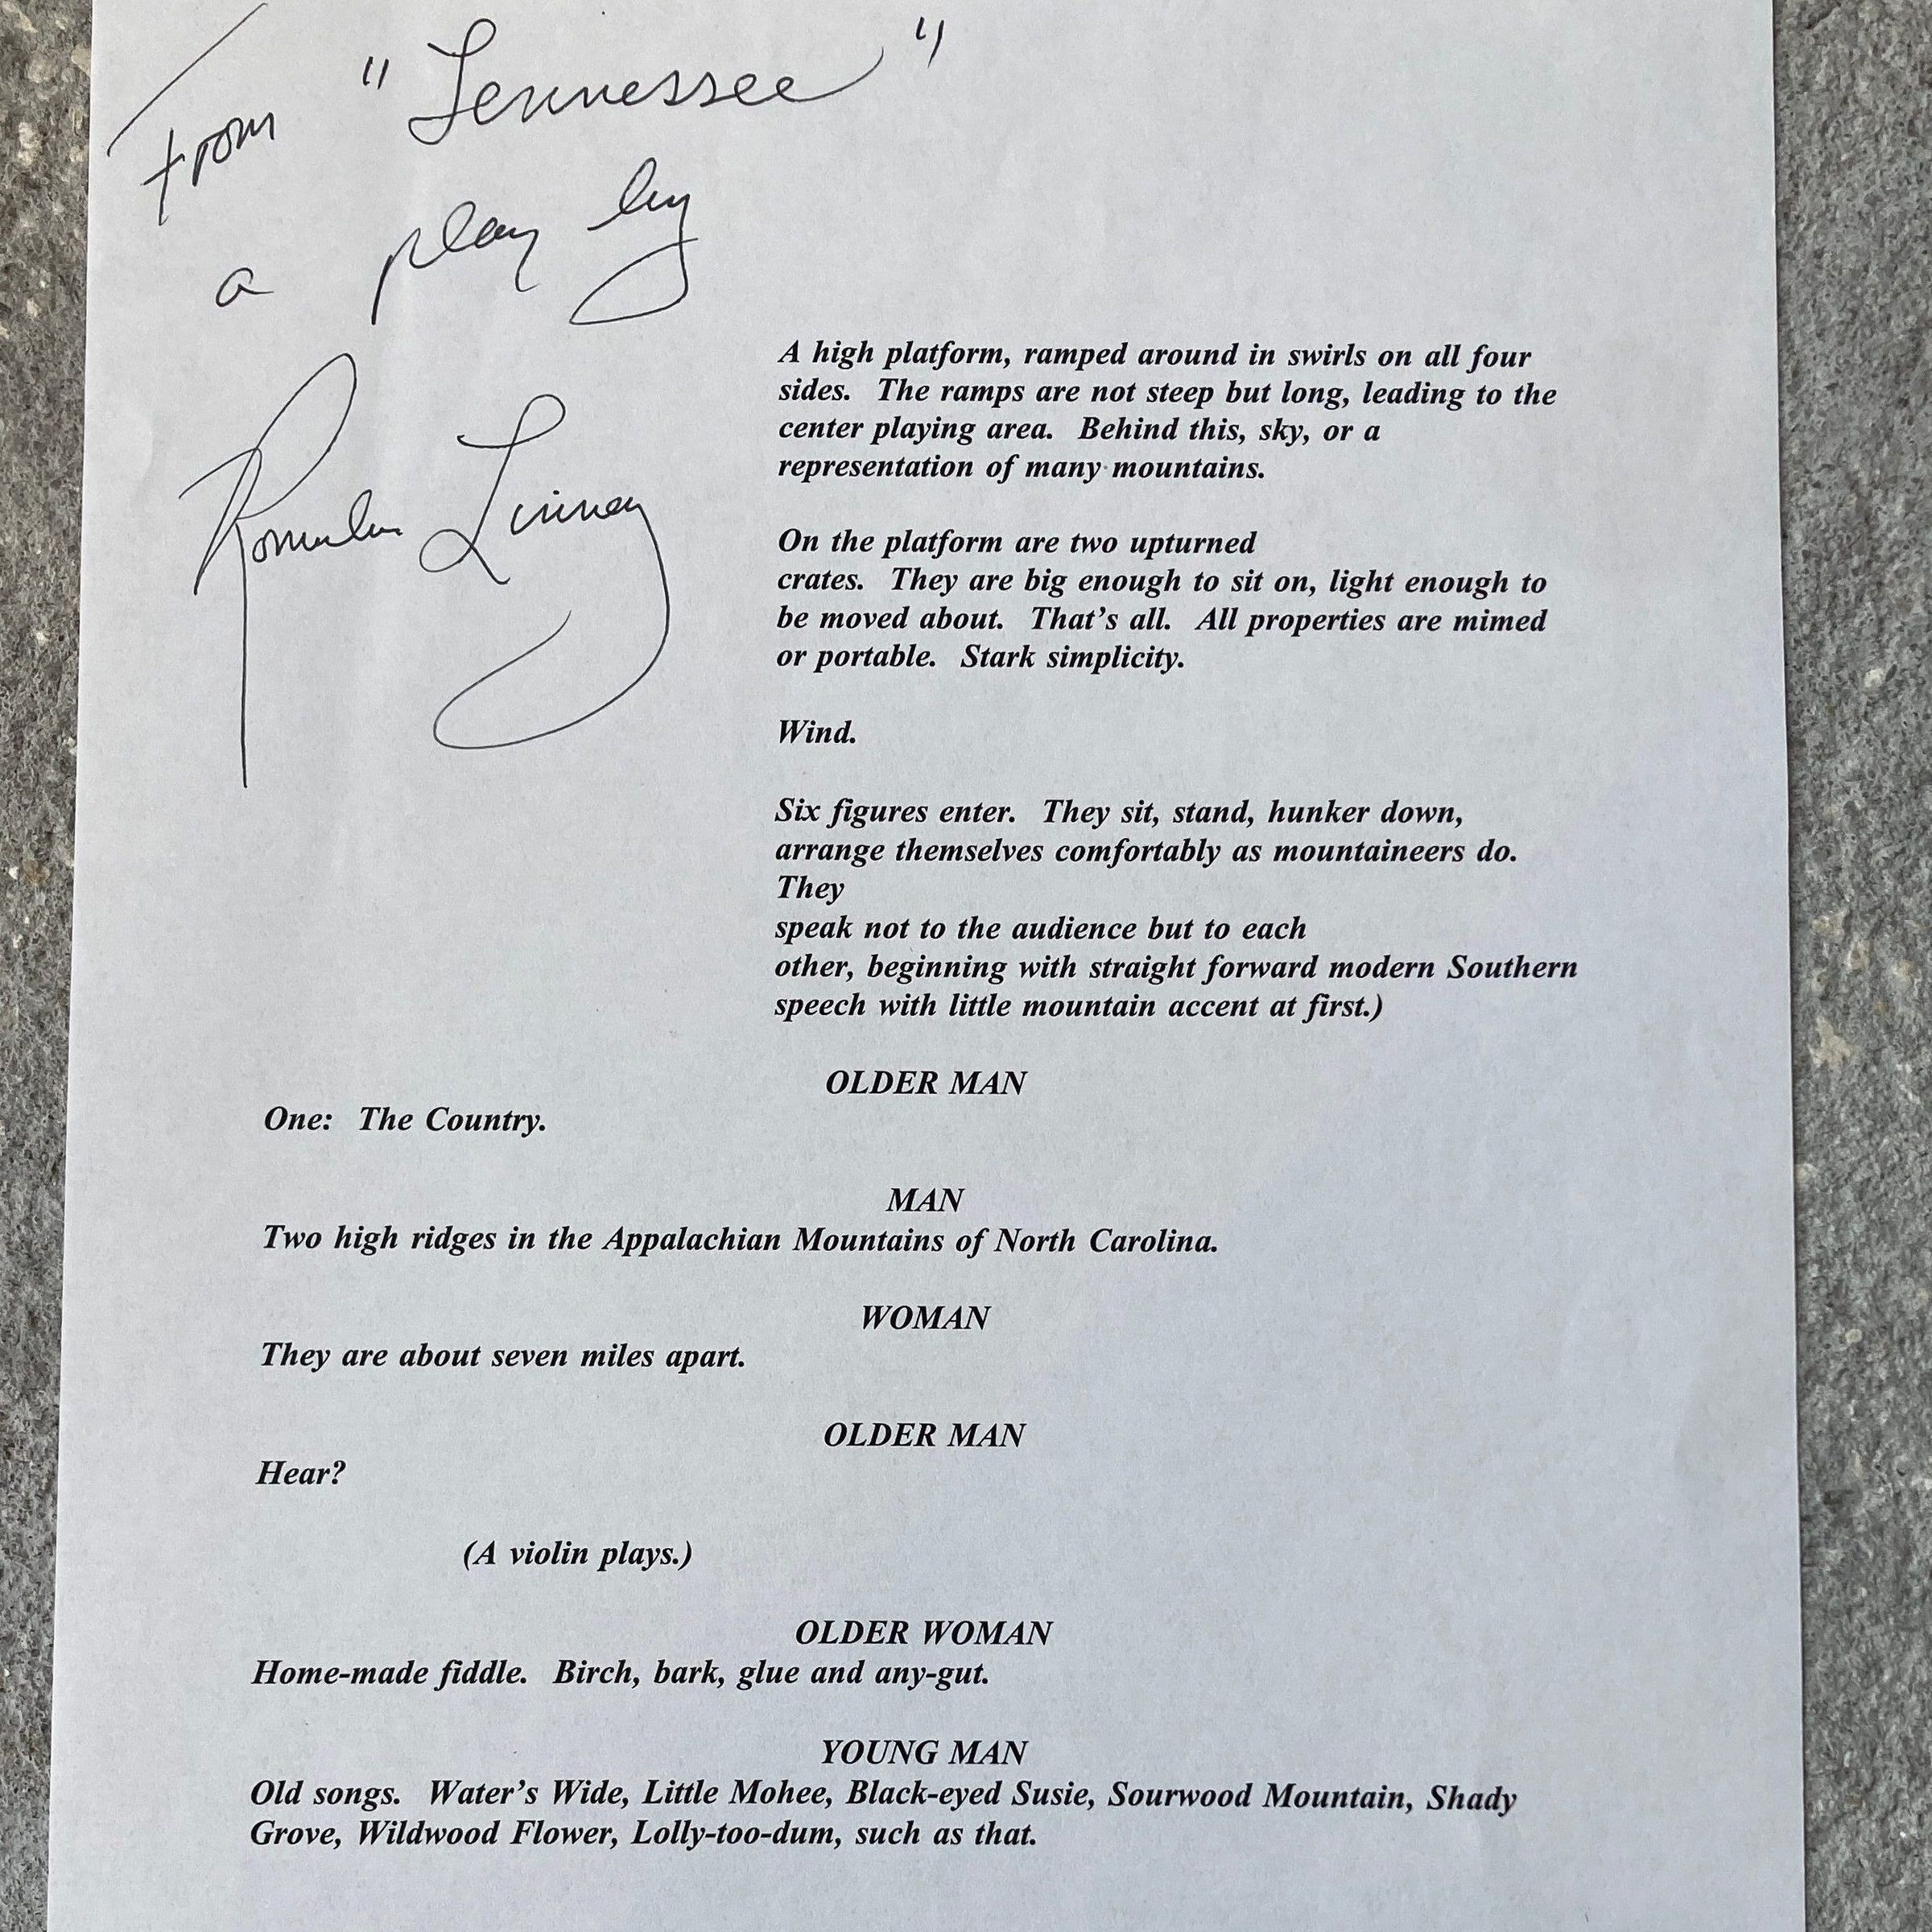 From "Tennessee"
a play by
Romulus Linney
A high platform, ramped around in swirls on all four
sides.  The ramps are not steep but long, leading to the
center playing area.  Behind this, sky, or a
representation of many mountains.
On the platform are two upturned
crates.  They are big enough to sit on, light enough to
be moved about.  That's all.  All properties are mimed
or portable.  Stark simplicity.
Wind.
Six figures enter.  They sit, stand, hunker down,
arrange themselves comfortably as mountaineers do.
They
speak not to the audience but to each
other, beginning with straight forward modern Southern
speech with little mountain accent at first.)
OLDER MAN
One:  The Country.
MAN
Two high ridges in the Appalachian Mountains of North Carolina.
WOMAN
They are about seven miles apart.
OLDER MAN
Hear?
(A violin plays.)
OLDER WOMAN
Home-made fiddle.  Birch, bark, glue and any-gut.
YOUNG MAN
Old songs.  Water's Wide, Little Mohee, Black-eyed Susie, Sourwood Mountain, Shady
Grove, Wildwood Flower, Lolly-too-dum, such as that.